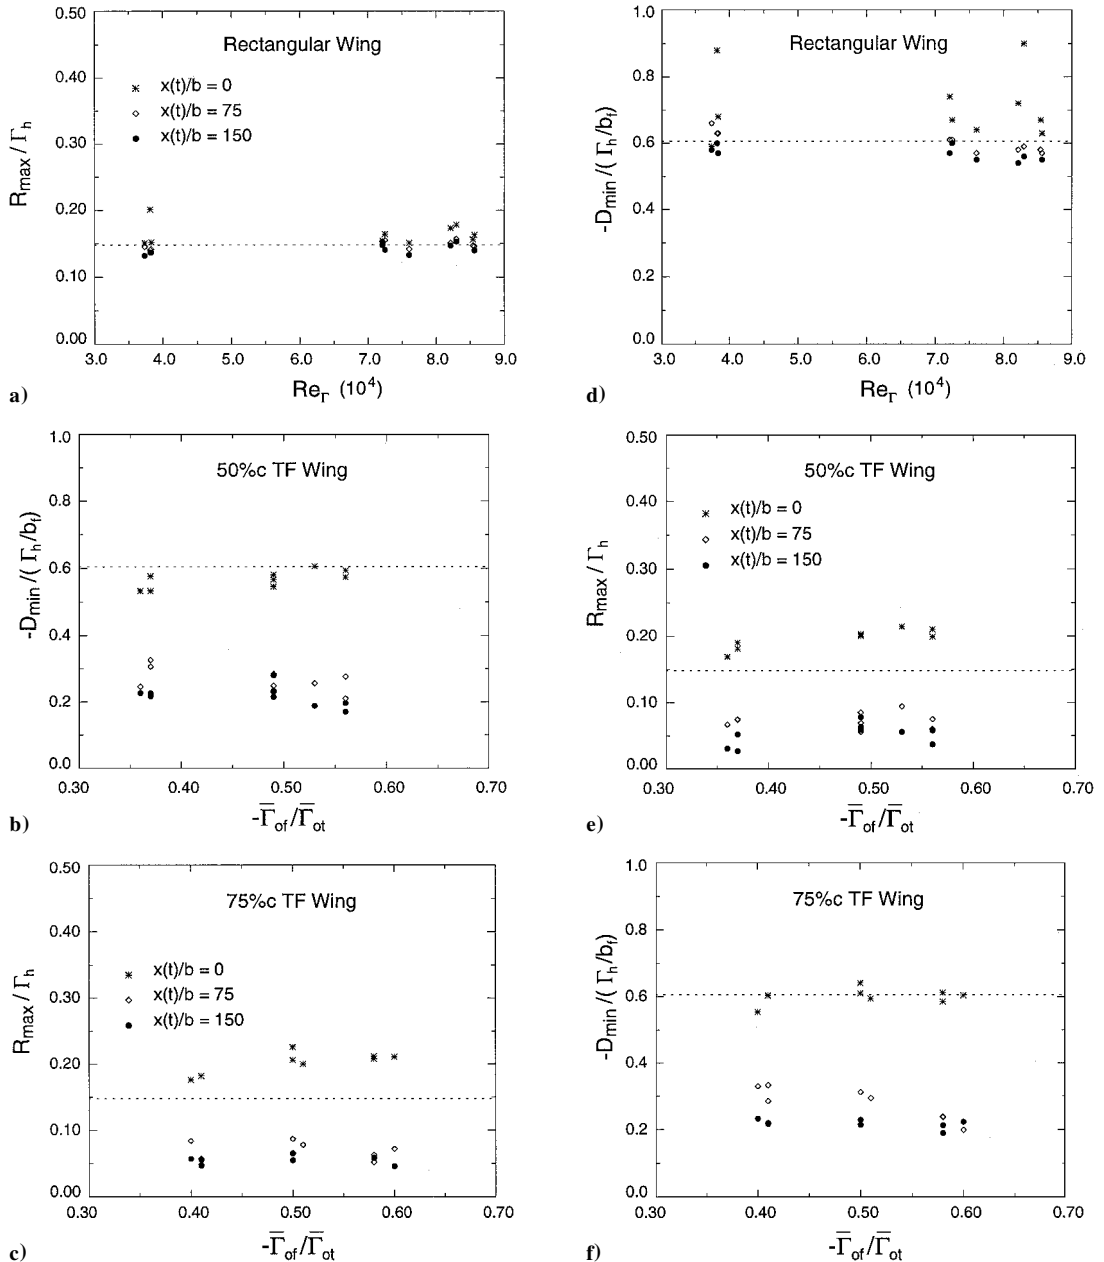 0.50
0.40
0.30
0.20
0.10
0.00
R_max / Γ_h
Rectangular Wing
x(t)/b = 0
x(t)/b = 75
x(t)/b = 150
3.0 4.0 5.0 6.0 7.0 8.0 9.0
Re_Γ (10^4)
a)
1.0
0.8
0.6
0.4
0.2
0.0
-D_min/( Γ_h/b_f)
Rectangular Wing
3.0 4.0 5.0 6.0 7.0 8.0 9.0
Re_Γ (10^4)
d)
1.0
0.8
0.6
0.4
0.2
0.0
-D_min/( Γ_h/b_f)
50%c TF Wing
0.30 0.40 0.50 0.60 0.70
-Γ̅_of/Γ̅_ot
b)
0.50
0.40
0.30
0.20
0.10
0.00
R_max / Γ_h
50%c TF Wing
x(t)/b = 0
x(t)/b = 75
x(t)/b = 150
0.30 0.40 0.50 0.60 0.70
-Γ̅_of/Γ̅_ot
e)
0.50
0.40
0.30
0.20
0.10
0.00
R_max / Γ_h
75%c TF Wing
x(t)/b = 0
x(t)/b = 75
x(t)/b = 150
0.30 0.40 0.50 0.60 0.70
-Γ̅_of/Γ̅_ot
c)
1.0
0.8
0.6
0.4
0.2
0.0
-D_min/( Γ_h/b_f)
75%c TF Wing
0.30 0.40 0.50 0.60 0.70
-Γ̅_of/Γ̅_ot
f)